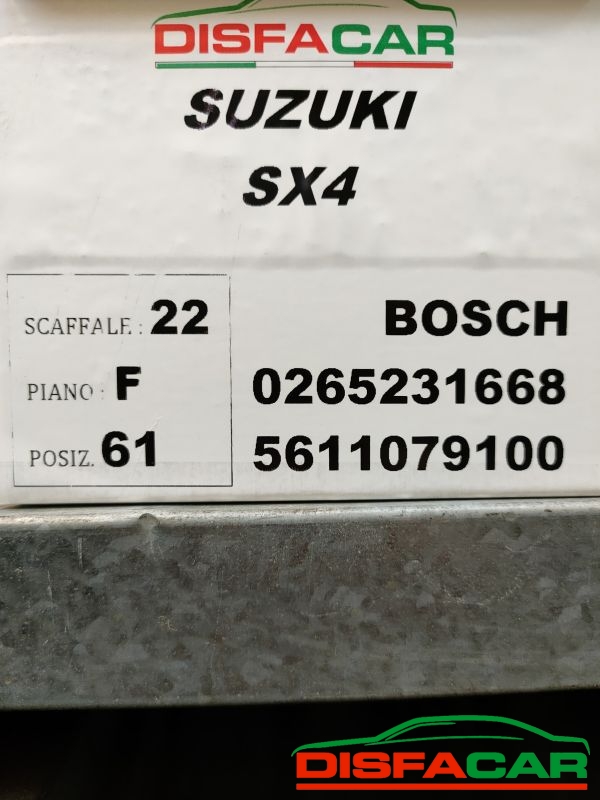 DISFACAR
SUZUKI
SX4
SCAFFALE: 22
PIANO: F
POSIZ. 61
BOSCH
0265231668
5611079100
DISFACAR